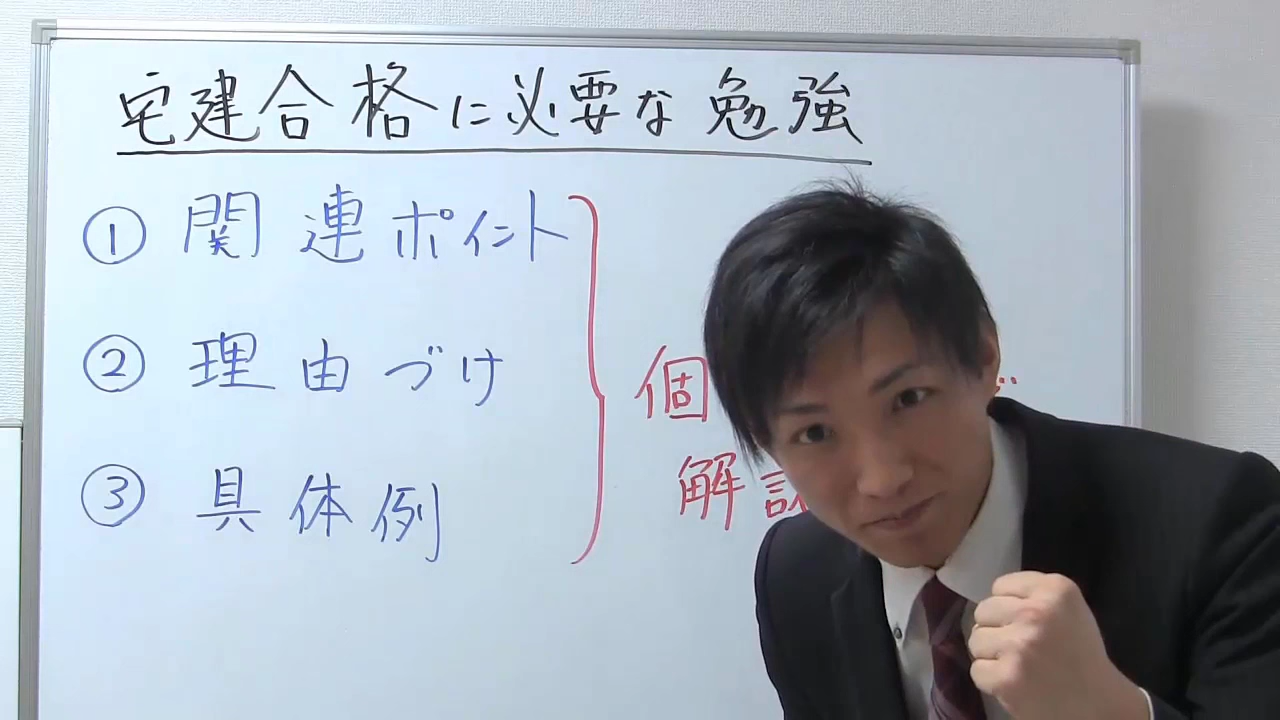 宅建合格に必要な勉強
① 関連ポイント
② 理由づけ
③ 具体例
個
解説